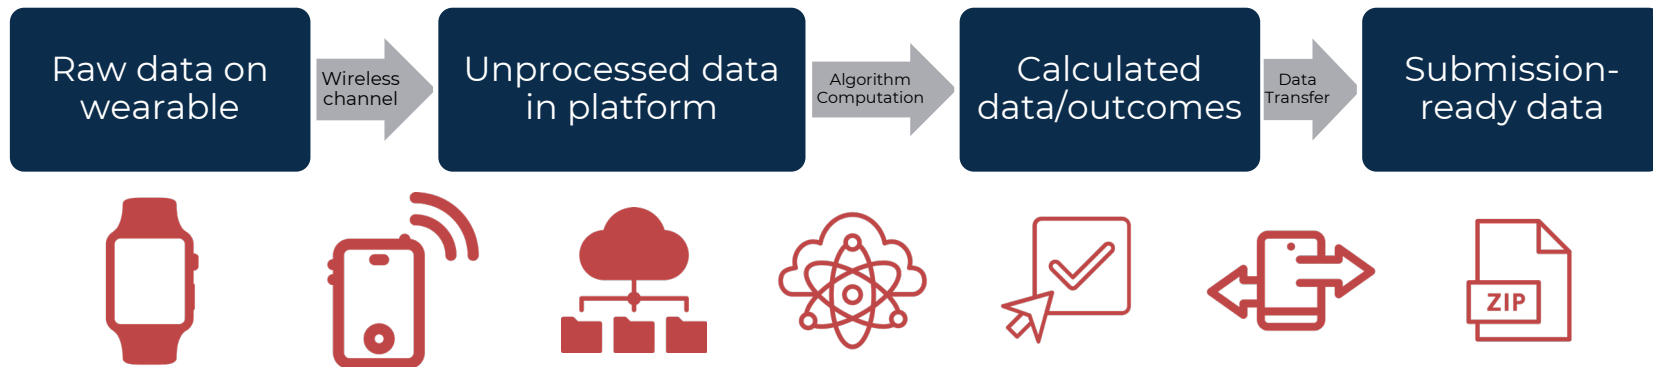 Raw data on
wearable
Wireless
channel
Unprocessed data
in platform
Algorithm
Computation
Calculated
data/outcomes
Data
Transfer
Submission-
ready data
ZIP